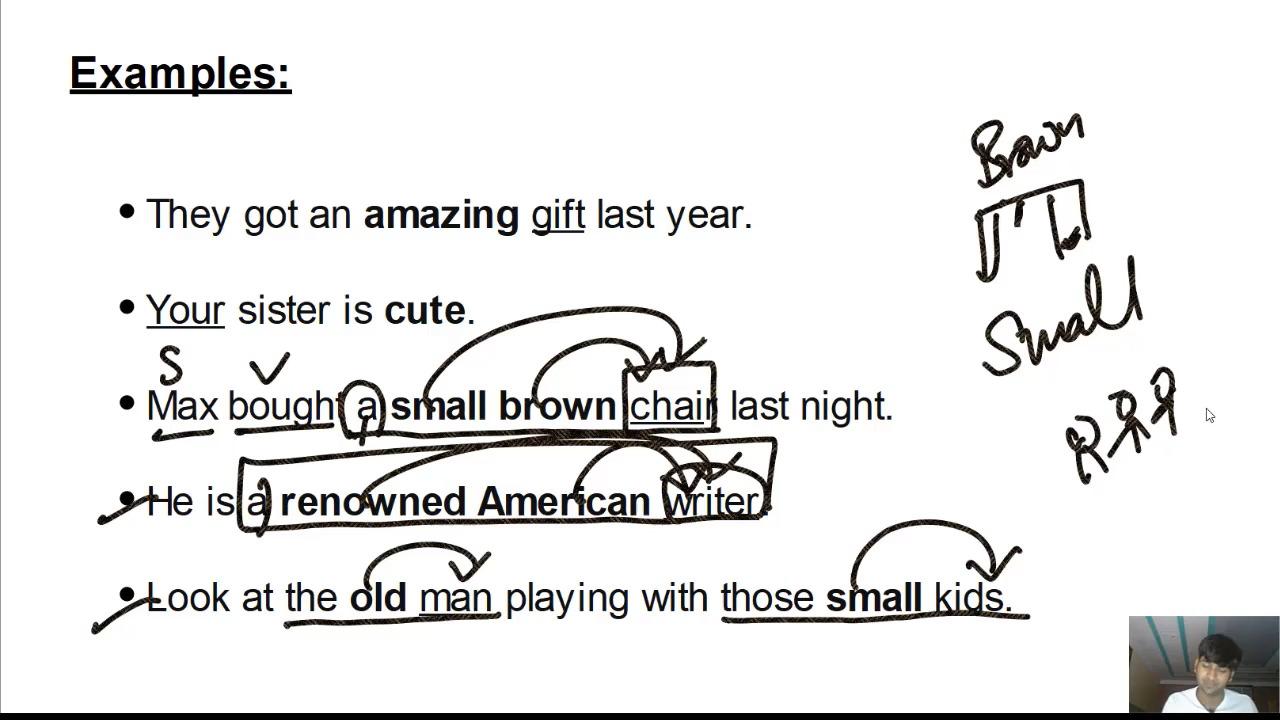 Examples:
Brown
• They got an amazing gift last year.
• Your sister is cute.
Small
S V
• Max bought a small brown chair last night.
• He is a renowned American writer.
• Look at the old man playing with those small kids.